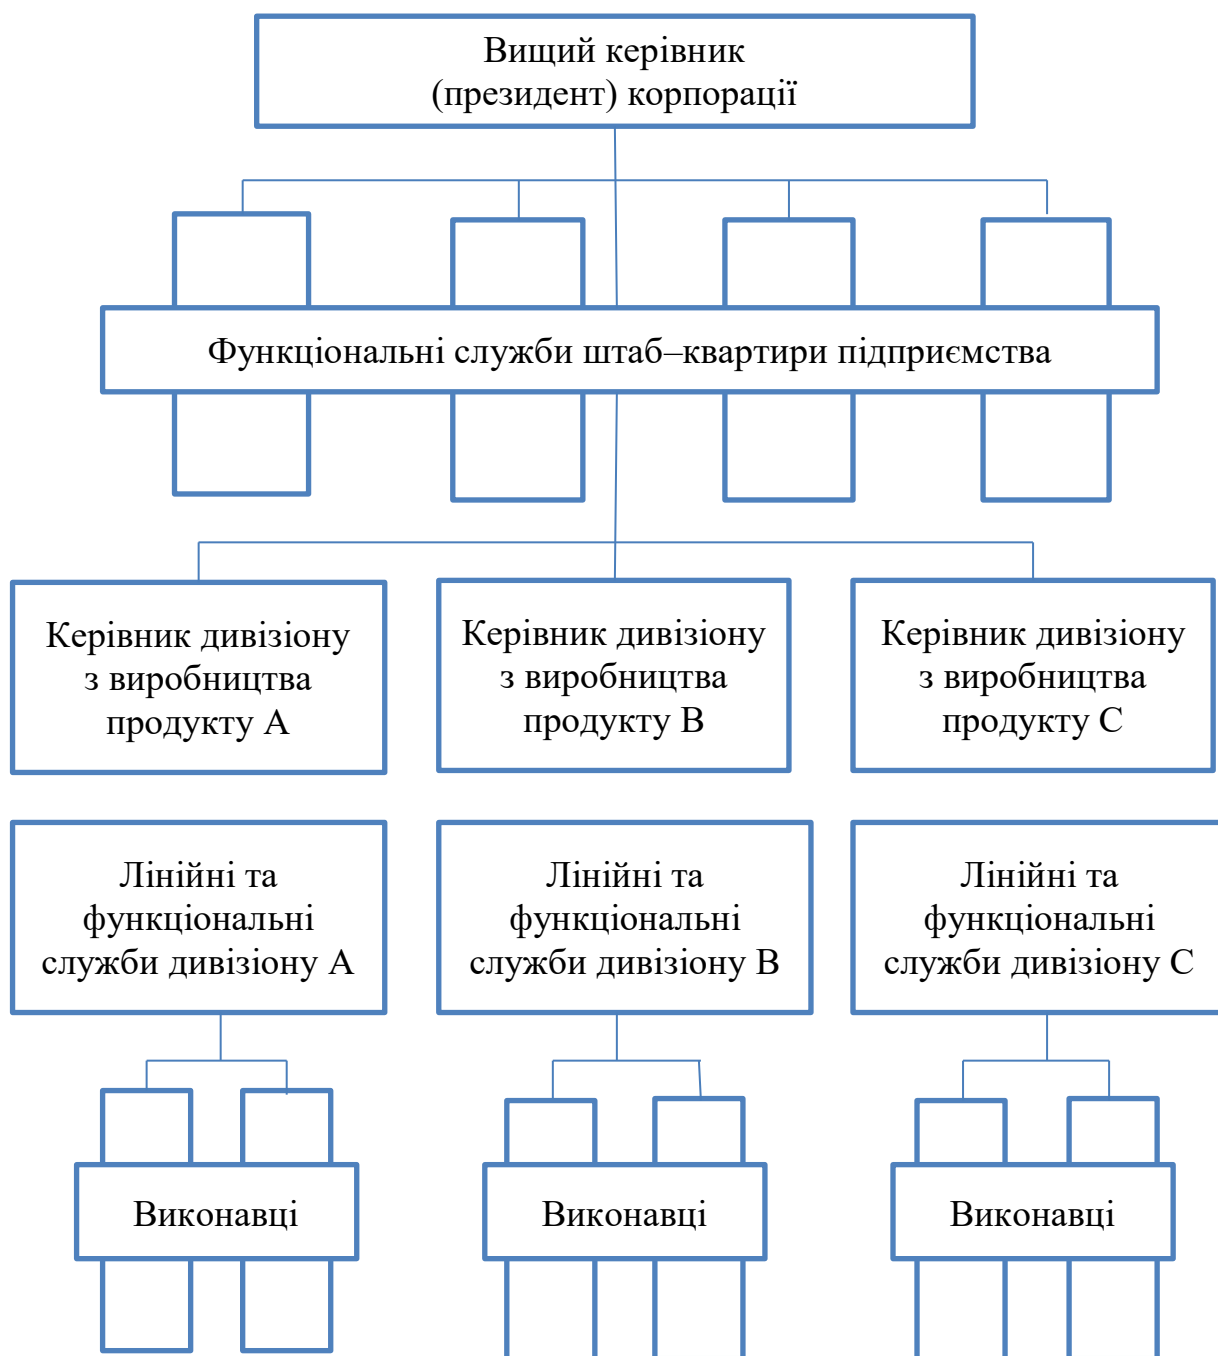 Вищий керівник
(президент) корпорації
Функціональні служби штаб–квартири підприємства
Керівник дивізіону
з виробництва
продукту А
Керівник дивізіону
з виробництва
продукту В
Керівник дивізіону
з виробництва
продукту С
Лінійні та
функціональні
служби дивізіону А
Лінійні та
функціональні
служби дивізіону В
Лінійні та
функціональні
служби дивізіону С
Виконавці
Виконавці
Виконавці